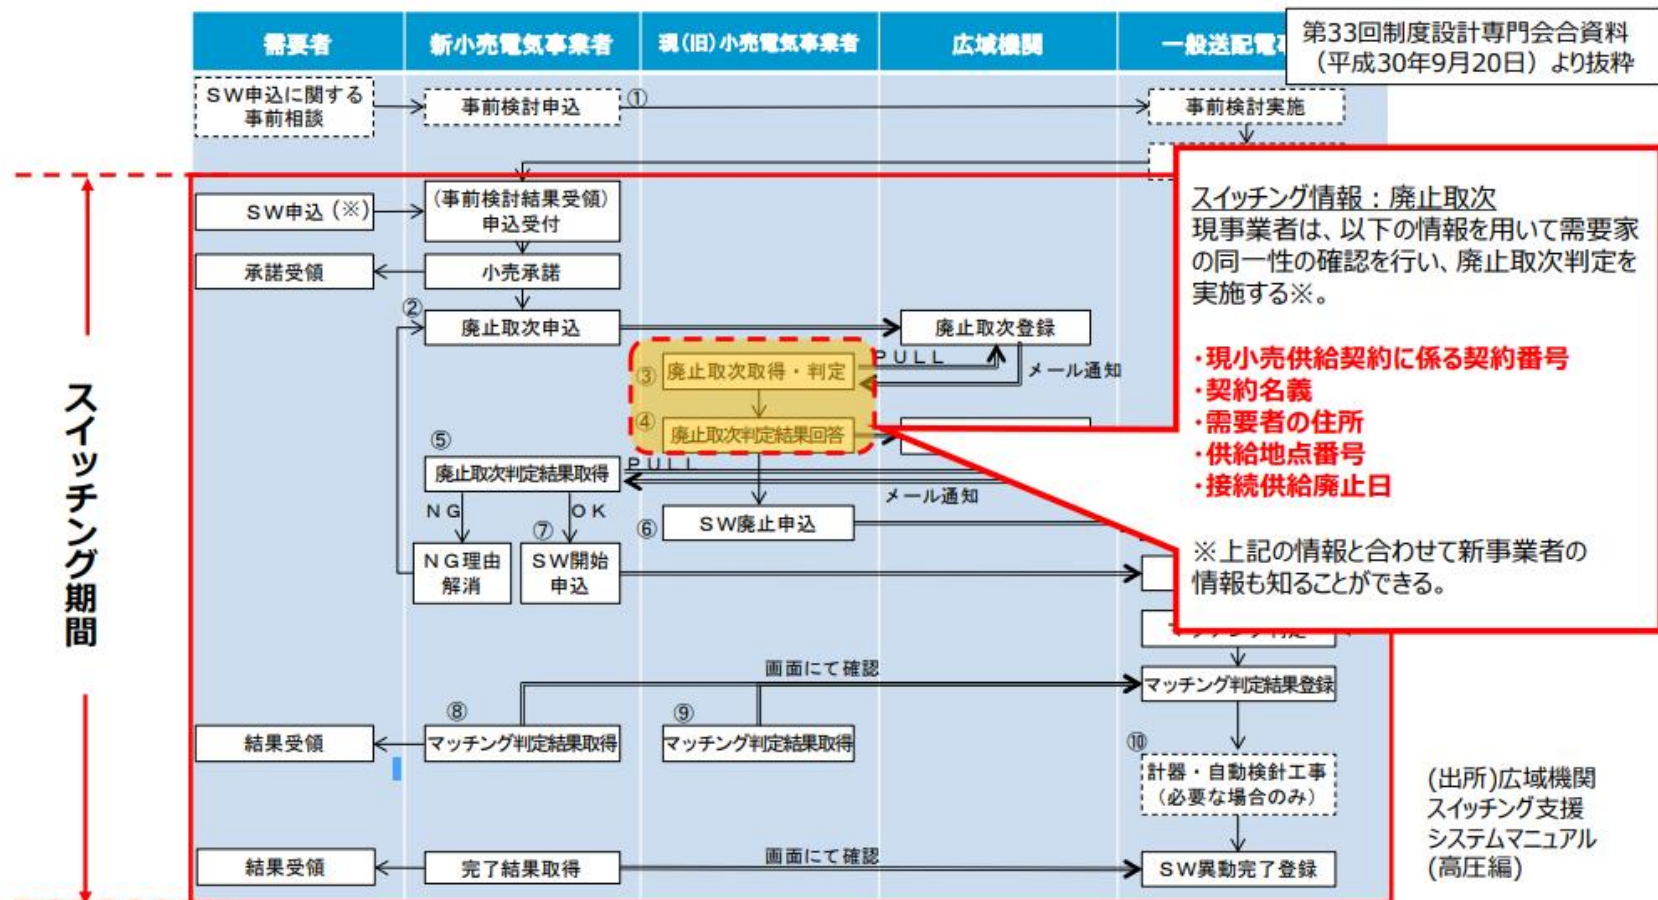 需要者
新小売電気事業者
現(旧)小売電気事業者
広域機関
一般送配電
第33回制度設計専門会合資料
（平成30年9月20日）より抜粋
ＳＷ申込に関する
事前相談
事前検討申込
①
事前検討実施
ＳＷ申込（※）
（事前検討結果受領）
申込受付
承諾受領
小売承諾
②
廃止取次申込
廃止取次登録
③
廃止取次取得・判定
ＰＵＬＬ
メール通知
④
廃止取次判定結果回答
⑤
廃止取次判定結果取得
ＰＵＬＬ
メール通知
ＮＧ
ＯＫ
⑥
ＳＷ廃止申込
⑦
ＮＧ理由
解消
ＳＷ開始
申込
スイッチング情報：廃止取次
現事業者は、以下の情報を用いて需要家
の同一性の確認を行い、廃止取次判定を
実施する※。
・現小売供給契約に係る契約番号
・契約名義
・需要者の住所
・供給地点番号
・接続供給廃止日
※上記の情報と合わせて新事業者の
情報も知ることができる。
スイッチング期間
画面にて確認
マッチング判定結果登録
⑧
⑨
結果受領
マッチング判定結果取得
マッチング判定結果取得
⑩
計器・自動検針工事
（必要な場合のみ）
結果受領
完了結果取得
画面にて確認
ＳＷ異動完了登録
(出所)広域機関
スイッチング支援
システムマニュアル
(高圧編)